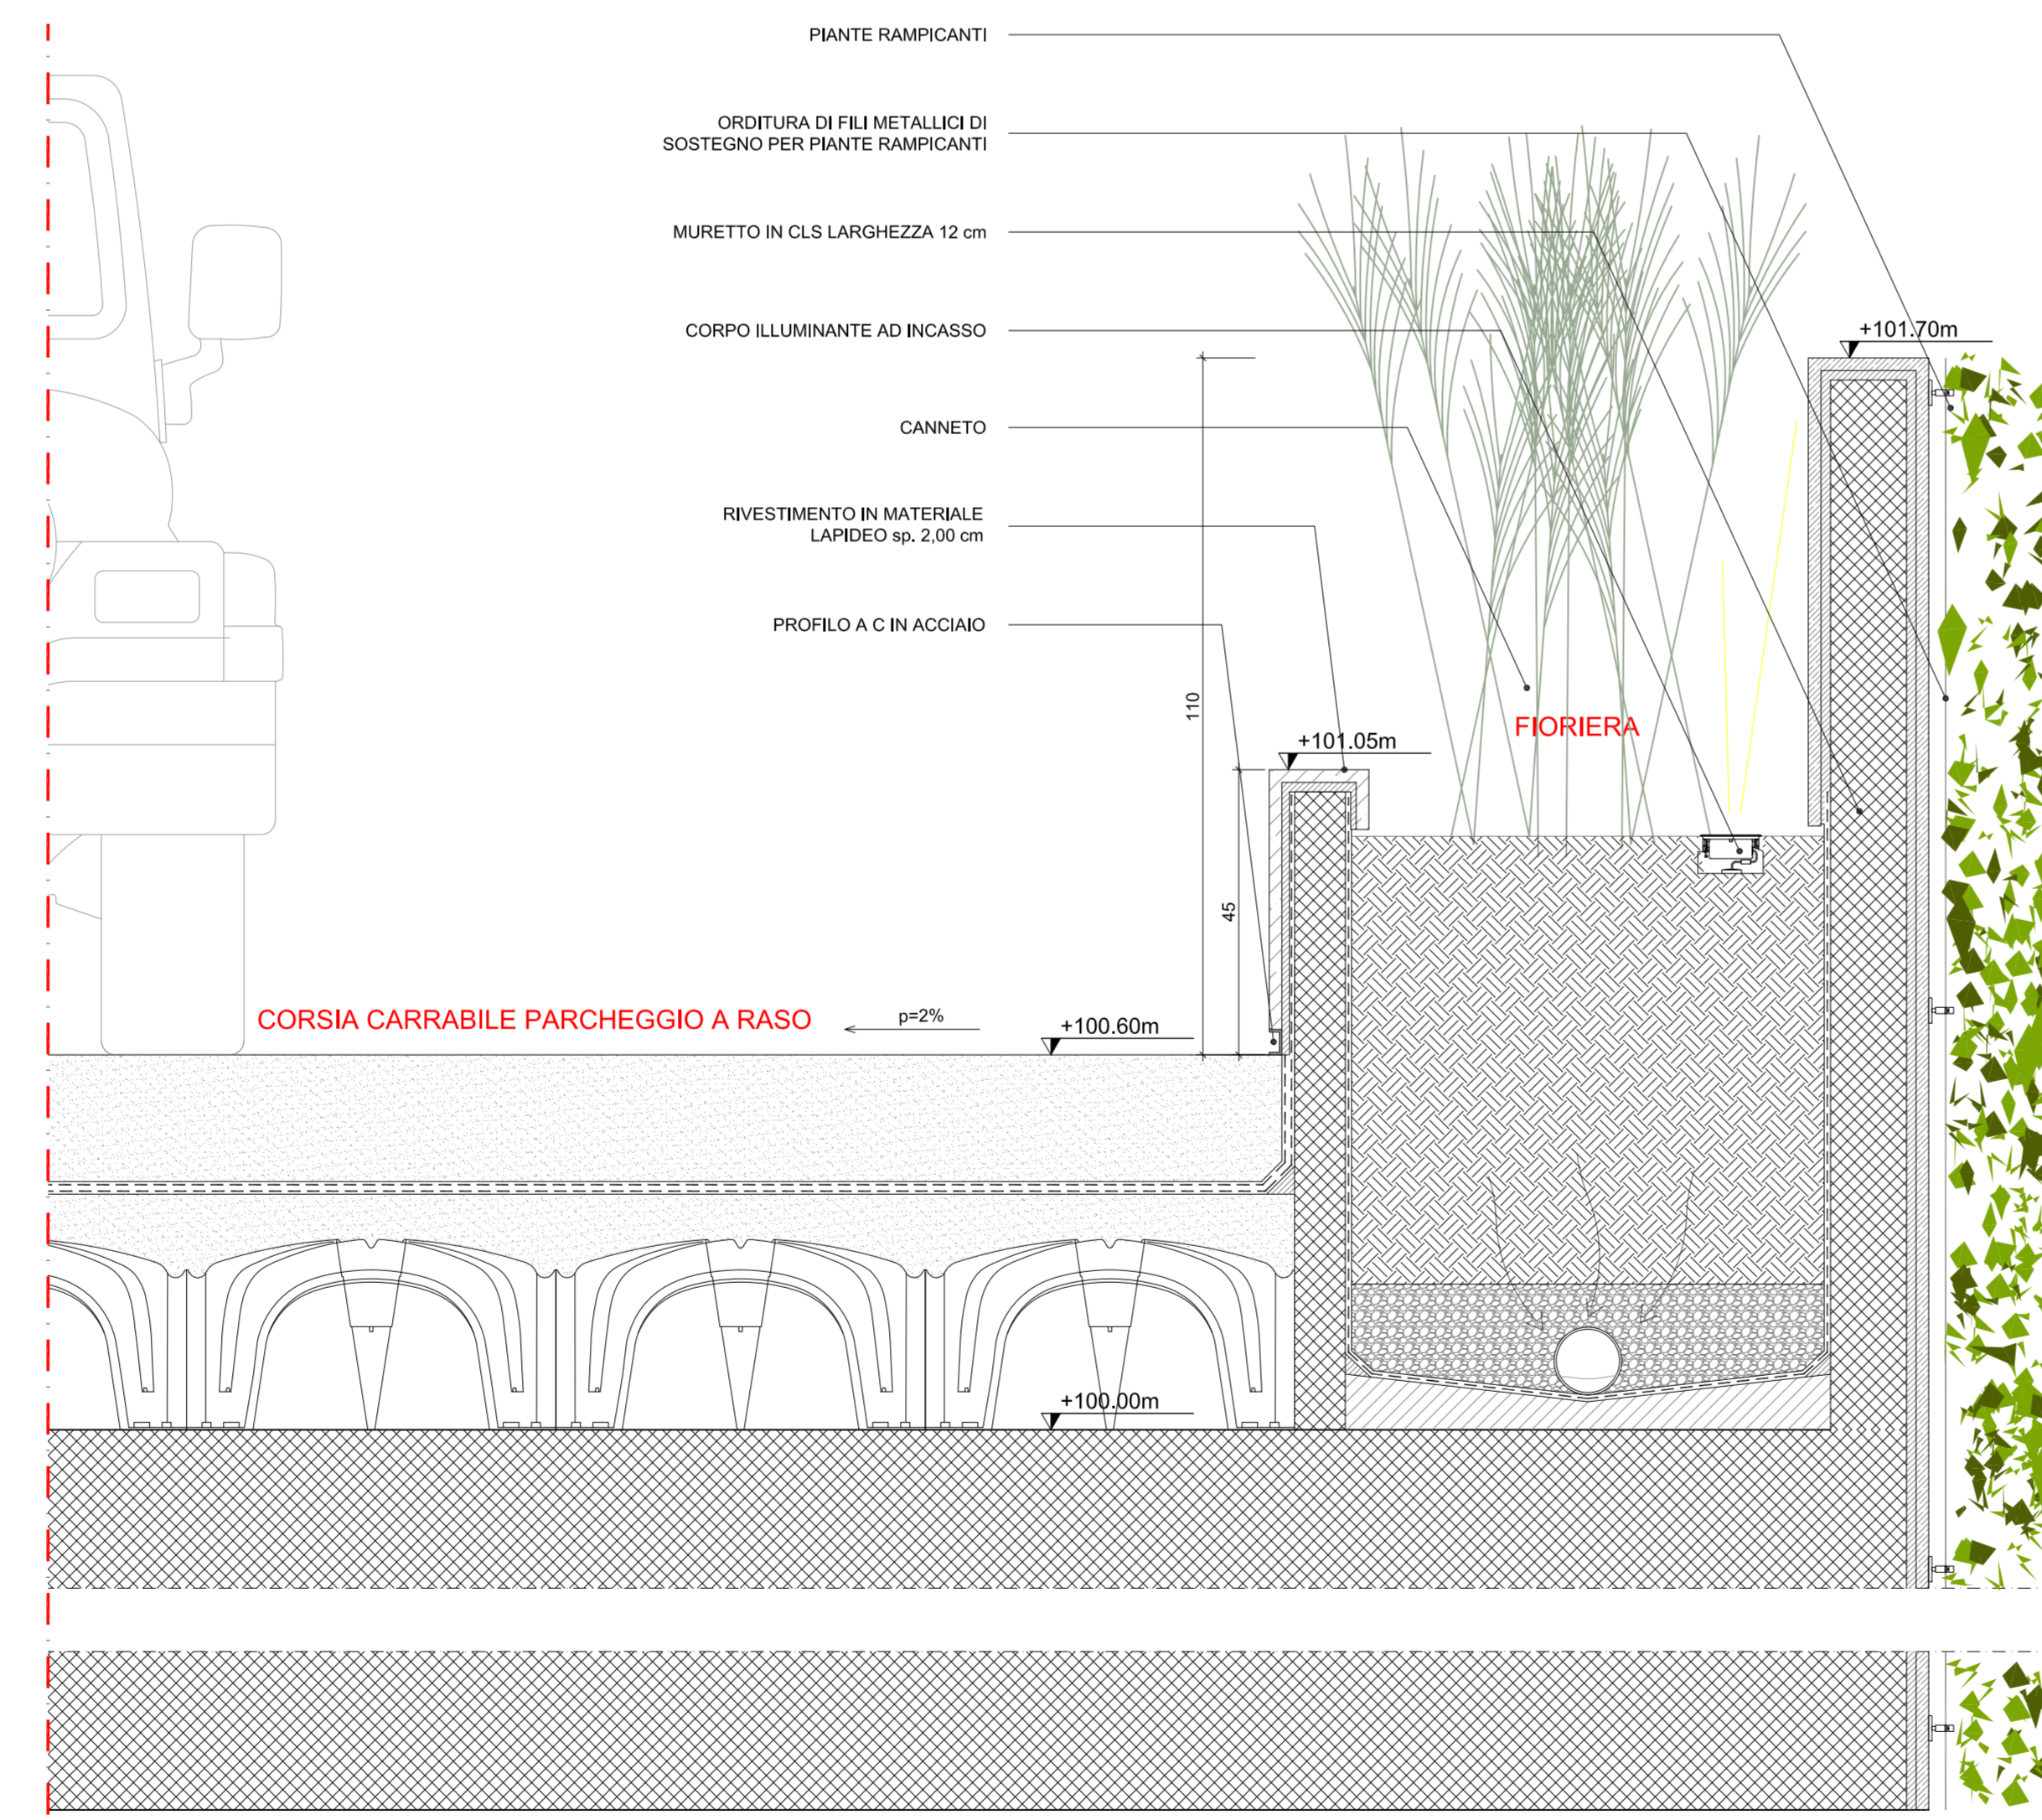 PIANTE RAMPICANTI
ORDITURA DI FILI METALLICI DI
SOSTEGNO PER PIANTE RAMPICANTI
MURETTO IN CLS LARGHEZZA 12 cm
CORPO ILLUMINANTE AD INCASSO
+101.70m
CANNETO
RIVESTIMENTO IN MATERIALE
LAPIDEO sp. 2,00 cm
PROFILO A C IN ACCIAIO
110
FIORIERA
+101.05m
45
CORSIA CARRABILE PARCHEGGIO A RASO
p=2%
+100.60m
+100.00m